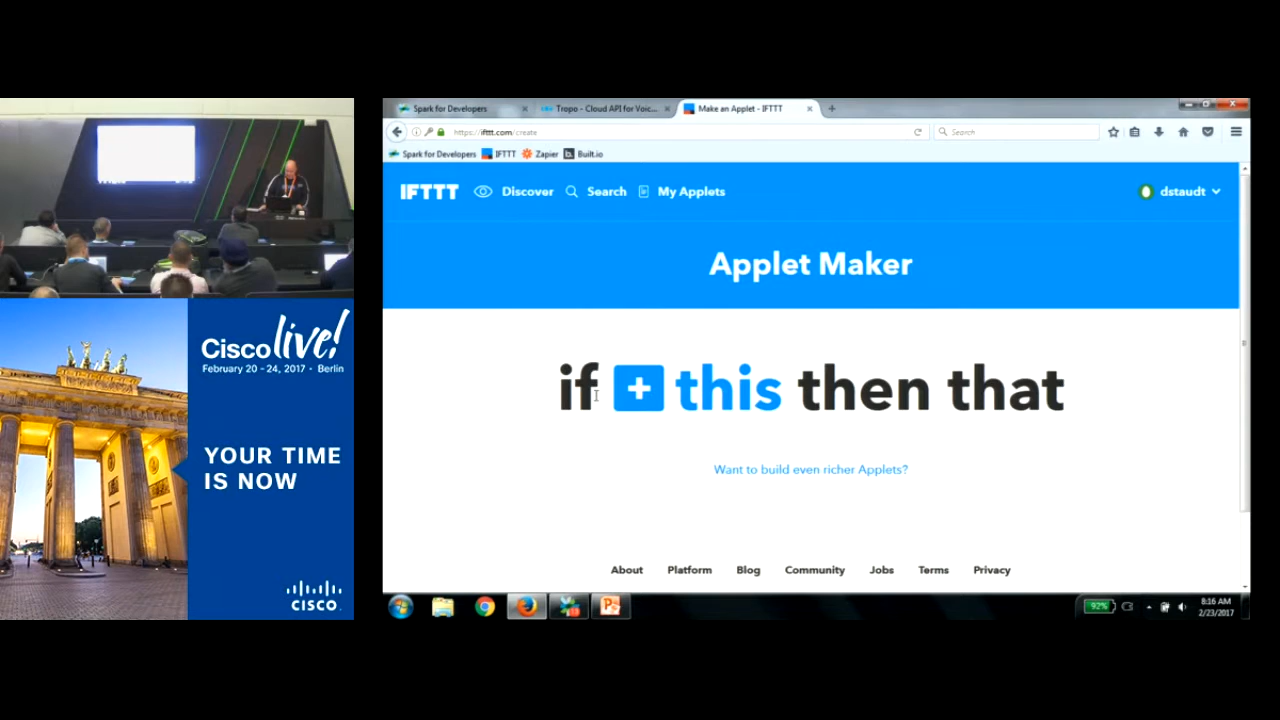 Spark for Developers
Tropo - Cloud API for Voic...
Make an Applet - IFTTT
https://ifttt.com/create
Search
Spark for Developers
IFTTT
Zapier
b.
Built.io
IFTTT
Discover
Search
My Applets
dstaudt
Applet Maker
if + this then that
Want to build even richer Applets?
About
Platform
Blog
Community
Jobs
Terms
Privacy
92%
8:16 AM
2/23/2017
Cisco live!
February 20 - 24, 2017 • Berlin
YOUR TIME
IS NOW
CISCO